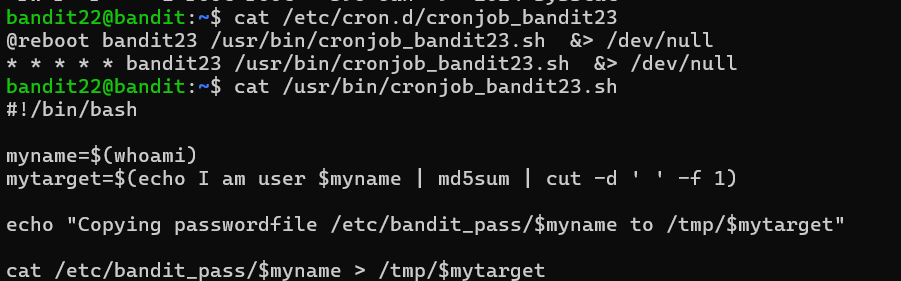 bandit22@bandit:~$ cat /etc/cron.d/cronjob_bandit23
@reboot bandit23 /usr/bin/cronjob_bandit23.sh  &> /dev/null
* * * * * bandit23 /usr/bin/cronjob_bandit23.sh  &> /dev/null
bandit22@bandit:~$ cat /usr/bin/cronjob_bandit23.sh
#!/bin/bash

myname=$(whoami)
mytarget=$(echo I am user $myname | md5sum | cut -d ' ' -f 1)

echo "Copying passwordfile /etc/bandit_pass/$myname to /tmp/$mytarget"

cat /etc/bandit_pass/$myname > /tmp/$mytarget